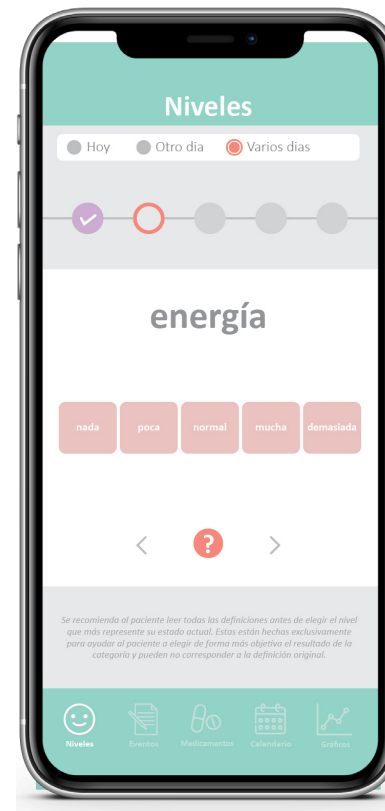 Niveles
Hoy Otro dia Varios dias
energía
nada poca normal mucha demasiada
?
Se recomienda al paciente leer todas las definiciones antes de elegir el nivel
que más represente su estado actual. Estas están hechas exclusivamente
para ayudar al paciente a elegir de forma más objetiva el resultado de la
categoría y pueden no corresponder a la definición original.
Niveles Eventos Medicamentos Calendario Gráficos